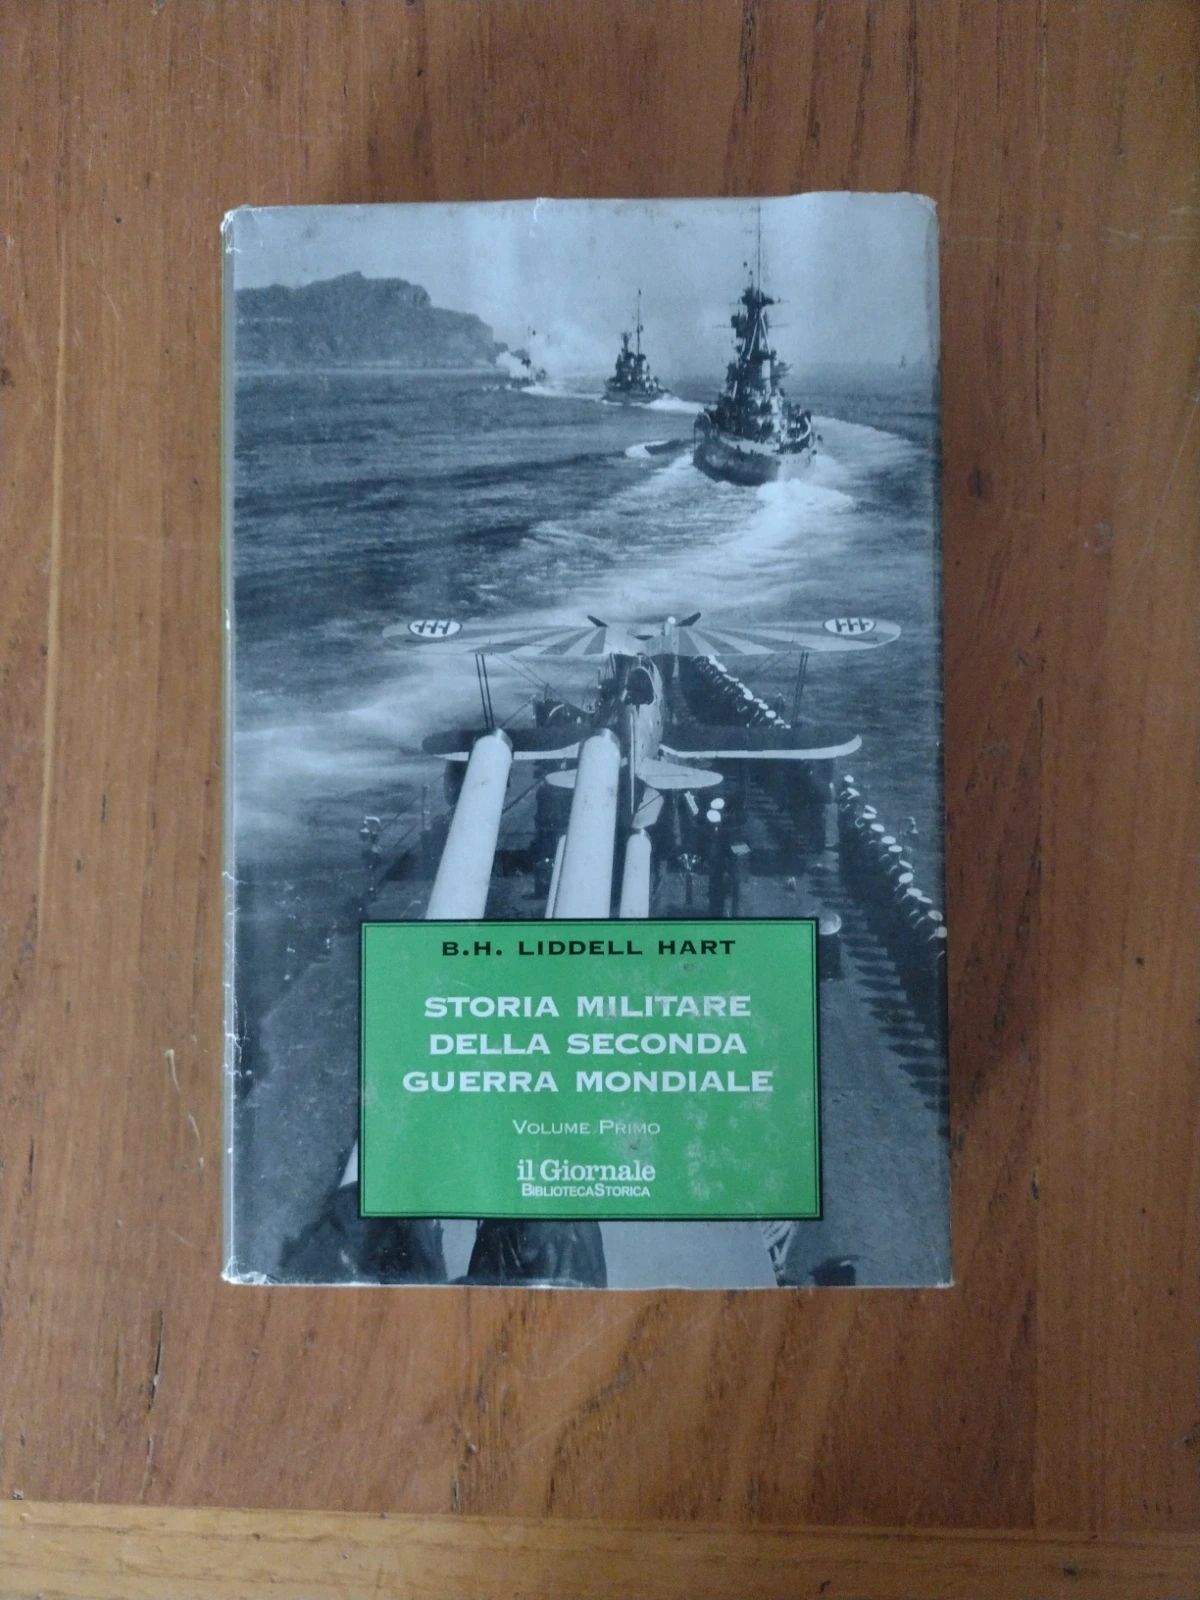 B.H. LIDDELL HART
STORIA MILITARE
DELLA SECONDA
GUERRA MONDIALE
VOLUME PRIMO
il Giornale
BIBLIOTECASTORICA